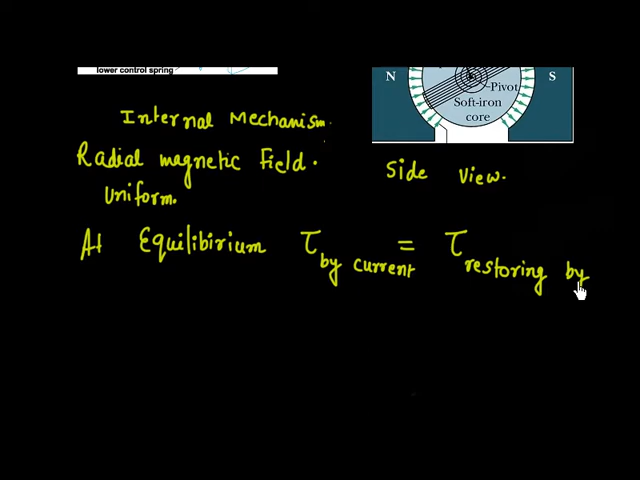 lower control spring
N
S
Pivot
Soft-iron
core
Internal Mechanism.
Radial magnetic Field.
Uniform.
Side View.
At Equilibirium τ by current = τ restoring by